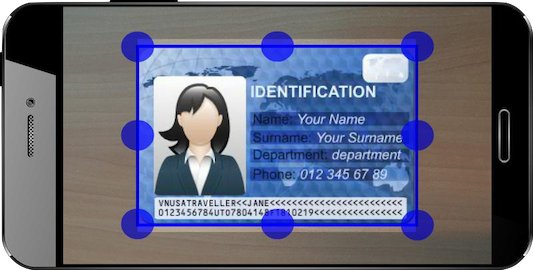 IDENTIFICATION
Name: Your Name
Surname: Your Surname
Department: department
Phone: 012 345 67 89
VNUSATRAVELLER<<JANE<<<<<<<<<<<<<<<<<<<<<<<<